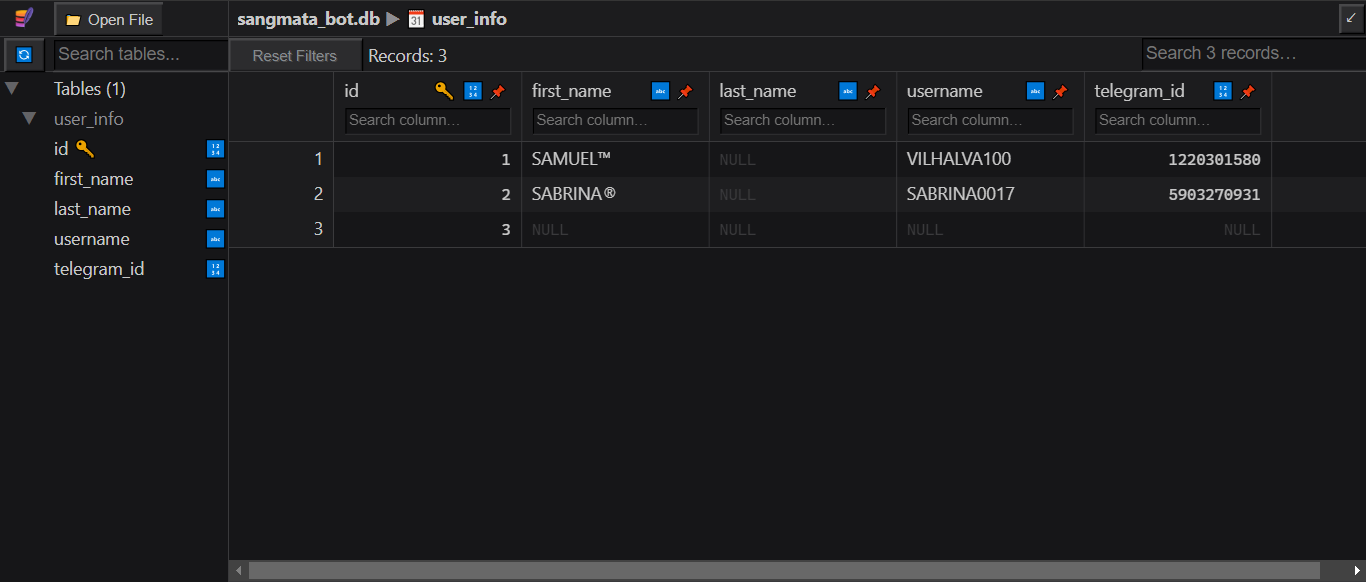 Open File
sangmata_bot.db ▶ user_info
Search tables...
Reset Filters
Records: 3
Search 3 records...
Tables (1)
user_info
id
first_name
last_name
username
telegram_id
id first_name last_name username telegram_id
Search column... Search column... Search column... Search column... Search column...
1 1 SAMUEL™ NULL VILHALVA100 1220301580
2 2 SABRINA® NULL SABRINA0017 5903270931
3 3 NULL NULL NULL NULL